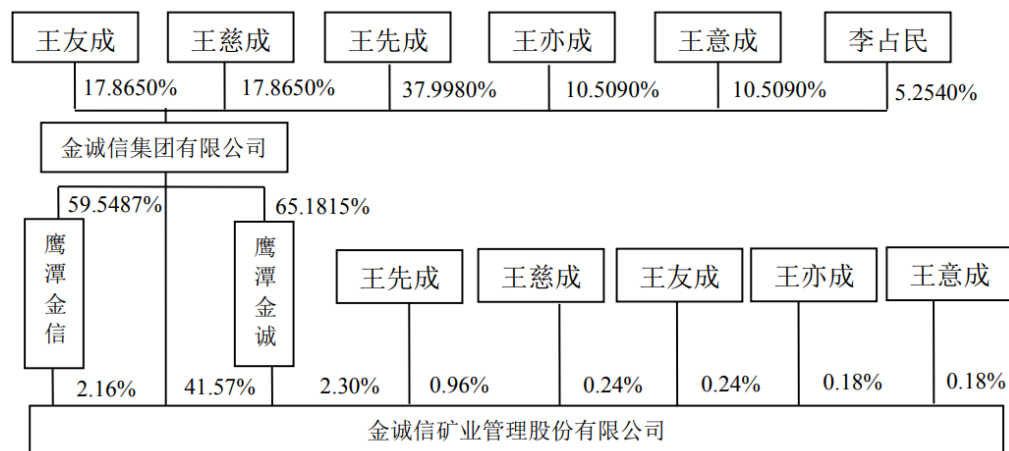 王友成 王慈成 王先成 王亦成 王意成 李占民
17.8650% 17.8650% 37.9980% 10.5090% 10.5090% 5.2540%
金诚信集团有限公司
59.5487% 65.1815%
鹰潭金信
鹰潭金诚
王先成 王慈成 王友成 王亦成 王意成
2.16% 41.57% 2.30% 0.96% 0.24% 0.24% 0.18% 0.18%
金诚信矿业管理股份有限公司